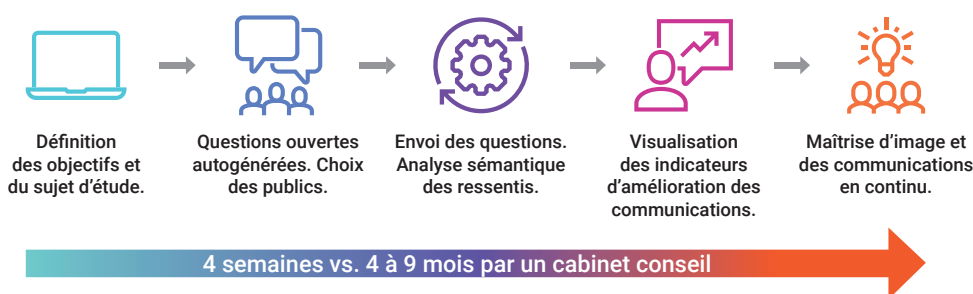 Définition
des objectifs et
du sujet d'étude.
Questions ouvertes
autogénérées. Choix
des publics.
Envoi des questions.
Analyse sémantique
des ressentis.
Visualisation
des indicateurs
d'amélioration des
communications.
Maîtrise d'image et
des communications
en continu.
4 semaines vs. 4 à 9 mois par un cabinet conseil